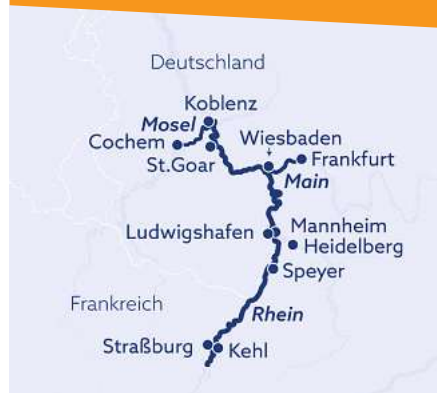 Deutschland
Koblenz
Mosel
Cochem
Wiesbaden
St.Goar
Frankfurt
Main
Ludwigshafen
Mannheim
Heidelberg
Speyer
Frankreich
Rhein
Straßburg
Kehl